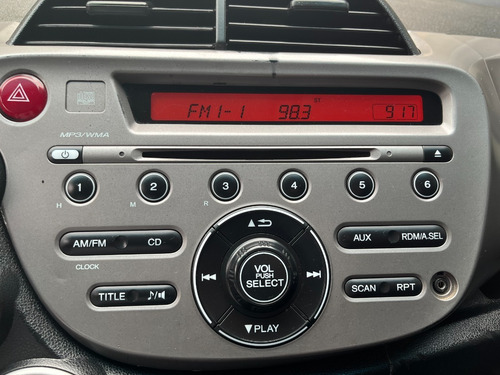 FM1-1 98.3 ST 9:17
MP3/WMA
1 2 3 4 5 6
H M R
AM/FM CD
AUX RDM/A.SEL
CLOCK
VOL
PUSH
SELECT
TITLE
SCAN RPT
PLAY